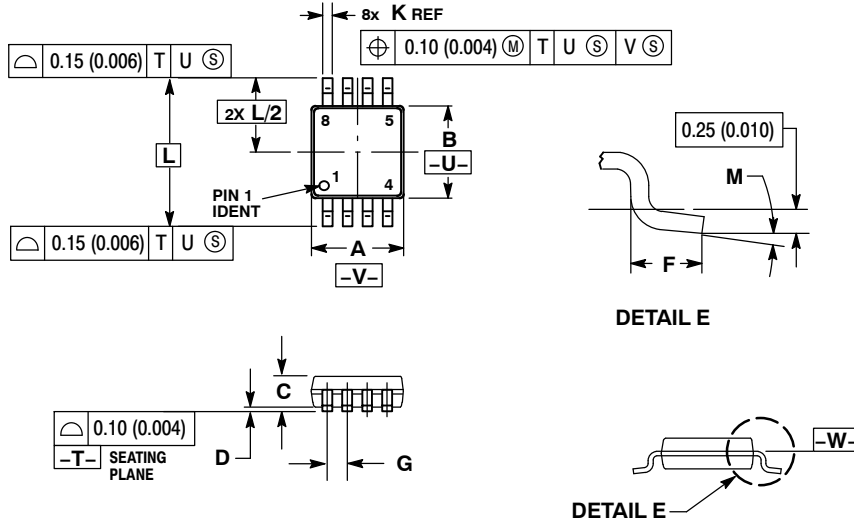 8x K REF
⌓ 0.15 (0.006) T U Ⓢ
⌖ 0.10 (0.004) Ⓜ T U Ⓢ V Ⓢ
2X L/2
8 5
L
B
–U–
1 4
PIN 1
IDENT
⌓ 0.15 (0.006) T U Ⓢ
A
–V–
0.25 (0.010)
M
F
DETAIL E
C
⌓ 0.10 (0.004)
–T– SEATING
PLANE
D
G
–W–
DETAIL E